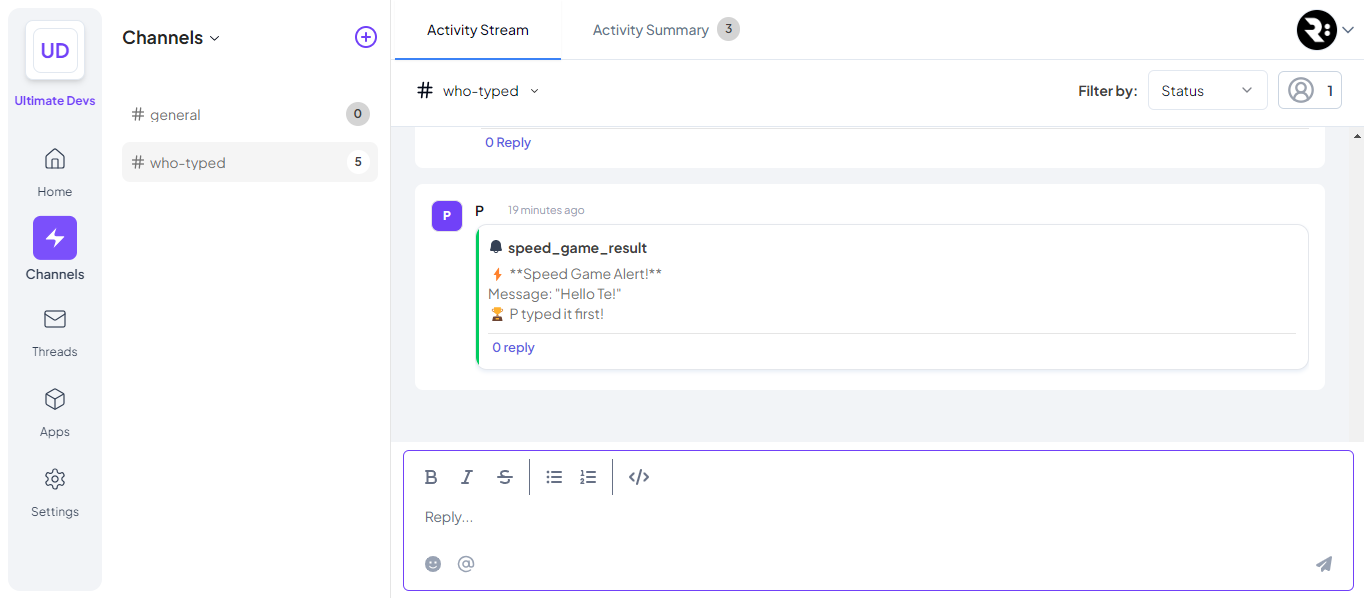 UD
Ultimate Devs
Home
Channels
Threads
Apps
Settings
Channels
# general 0
# who-typed 5
Activity Stream
Activity Summary 3
# who-typed
Filter by: Status 1
0 Reply
P P 19 minutes ago
speed_game_result
**Speed Game Alert!**
Message: "Hello Te!"
P typed it first!
0 reply
B I S </>
Reply...
@